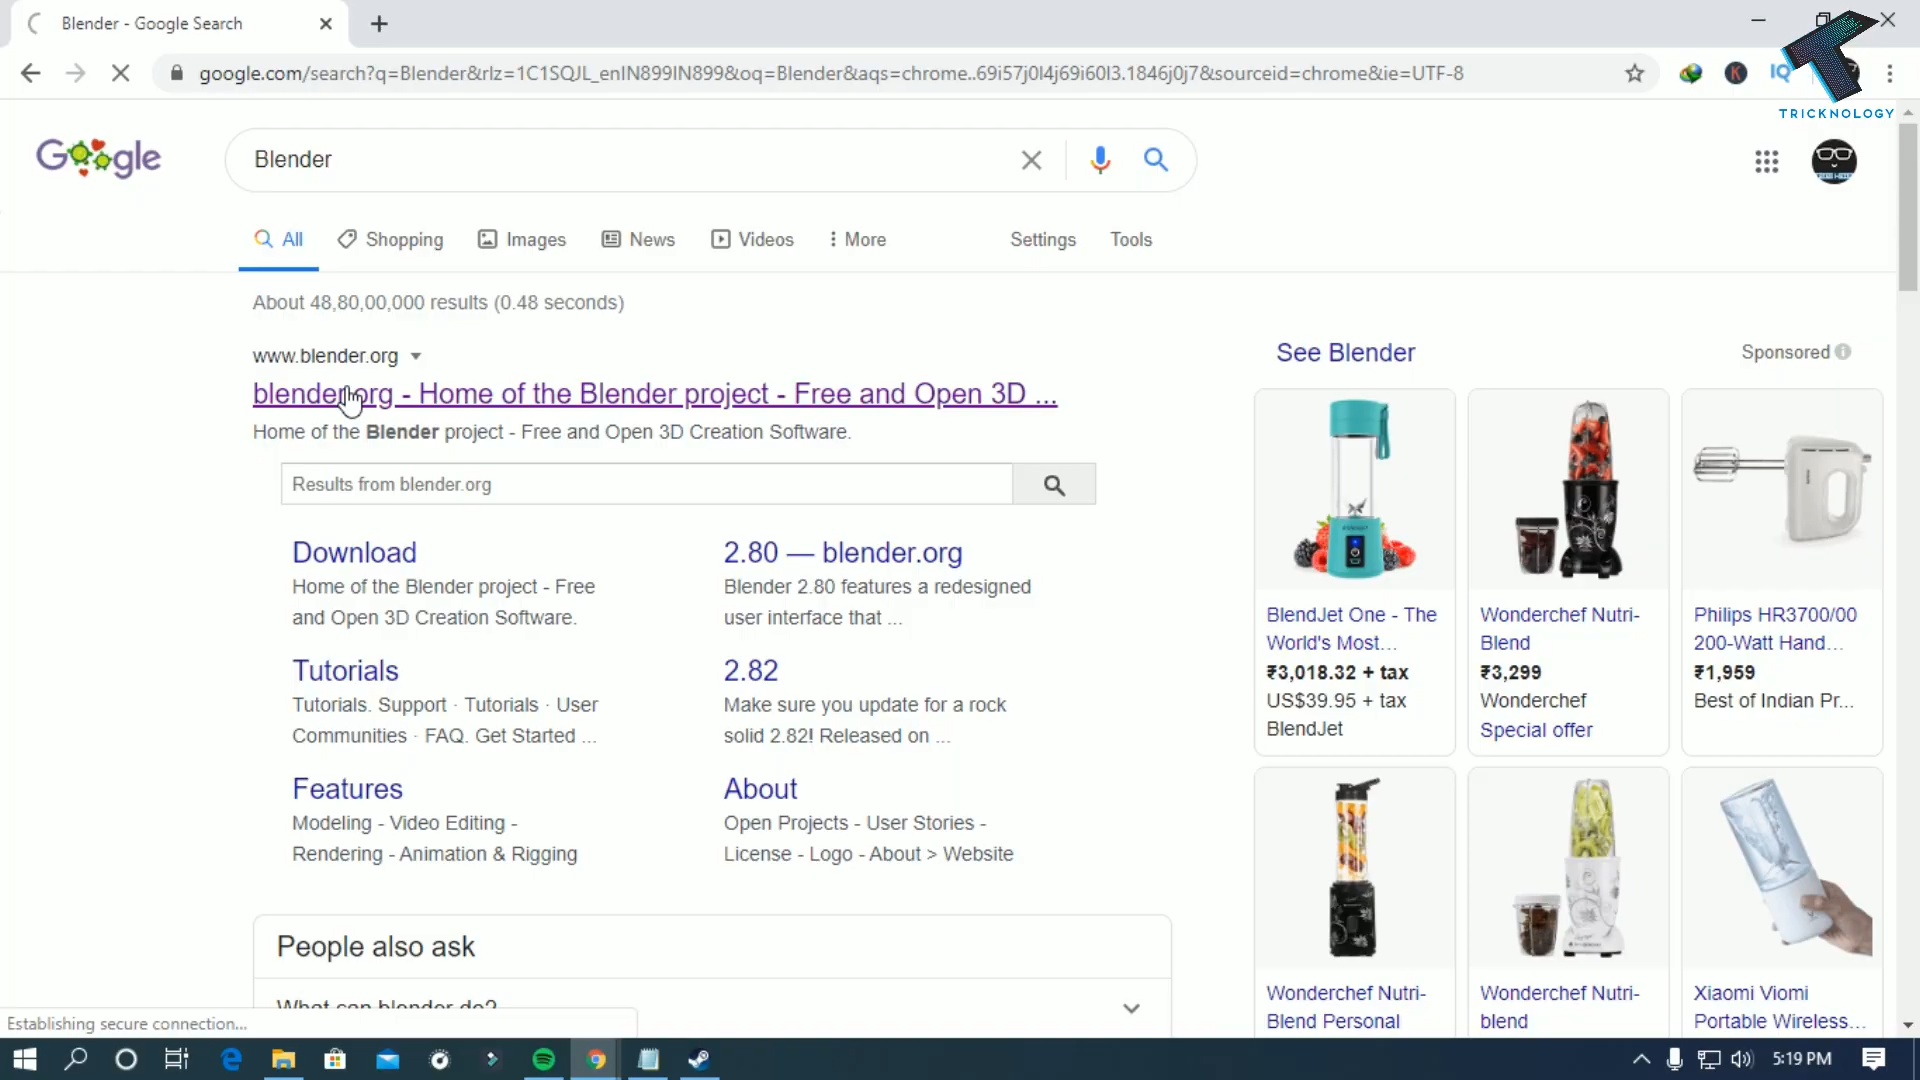 Blender - Google Search
google.com/search?q=Blender&rlz=1C1SQJL_enIN899IN899&oq=Blender&aqs=chrome..69i57j0l4j69i60l3.1846j0j7&sourceid=chrome&ie=UTF-8
K
IQ
TRICKNOLOGY
Google
Blender
All
Shopping
Images
News
Videos
More
Settings
Tools
About 48,80,00,000 results (0.48 seconds)
www.blender.org
blender.org - Home of the Blender project - Free and Open 3D ...
Home of the Blender project - Free and Open 3D Creation Software.
Results from blender.org
Download
Home of the Blender project - Free
and Open 3D Creation Software.
2.80 — blender.org
Blender 2.80 features a redesigned
user interface that ...
Tutorials
Tutorials. Support · Tutorials · User
Communities · FAQ. Get Started ...
2.82
Make sure you update for a rock
solid 2.82! Released on ...
Features
Modeling - Video Editing -
Rendering - Animation & Rigging
About
Open Projects - User Stories -
License - Logo - About > Website
People also ask
What can blender do?
See Blender
Sponsored
BlendJet One - The
World's Most...
₹3,018.32 + tax
US$39.95 + tax
BlendJet
Wonderchef Nutri-
Blend
₹3,299
Wonderchef
Special offer
Philips HR3700/00
200-Watt Hand...
₹1,959
Best of Indian Pr...
Wonderchef Nutri-
Blend Personal
Wonderchef Nutri-
blend
Xiaomi Viomi
Portable Wireless...
Establishing secure connection...
5:19 PM